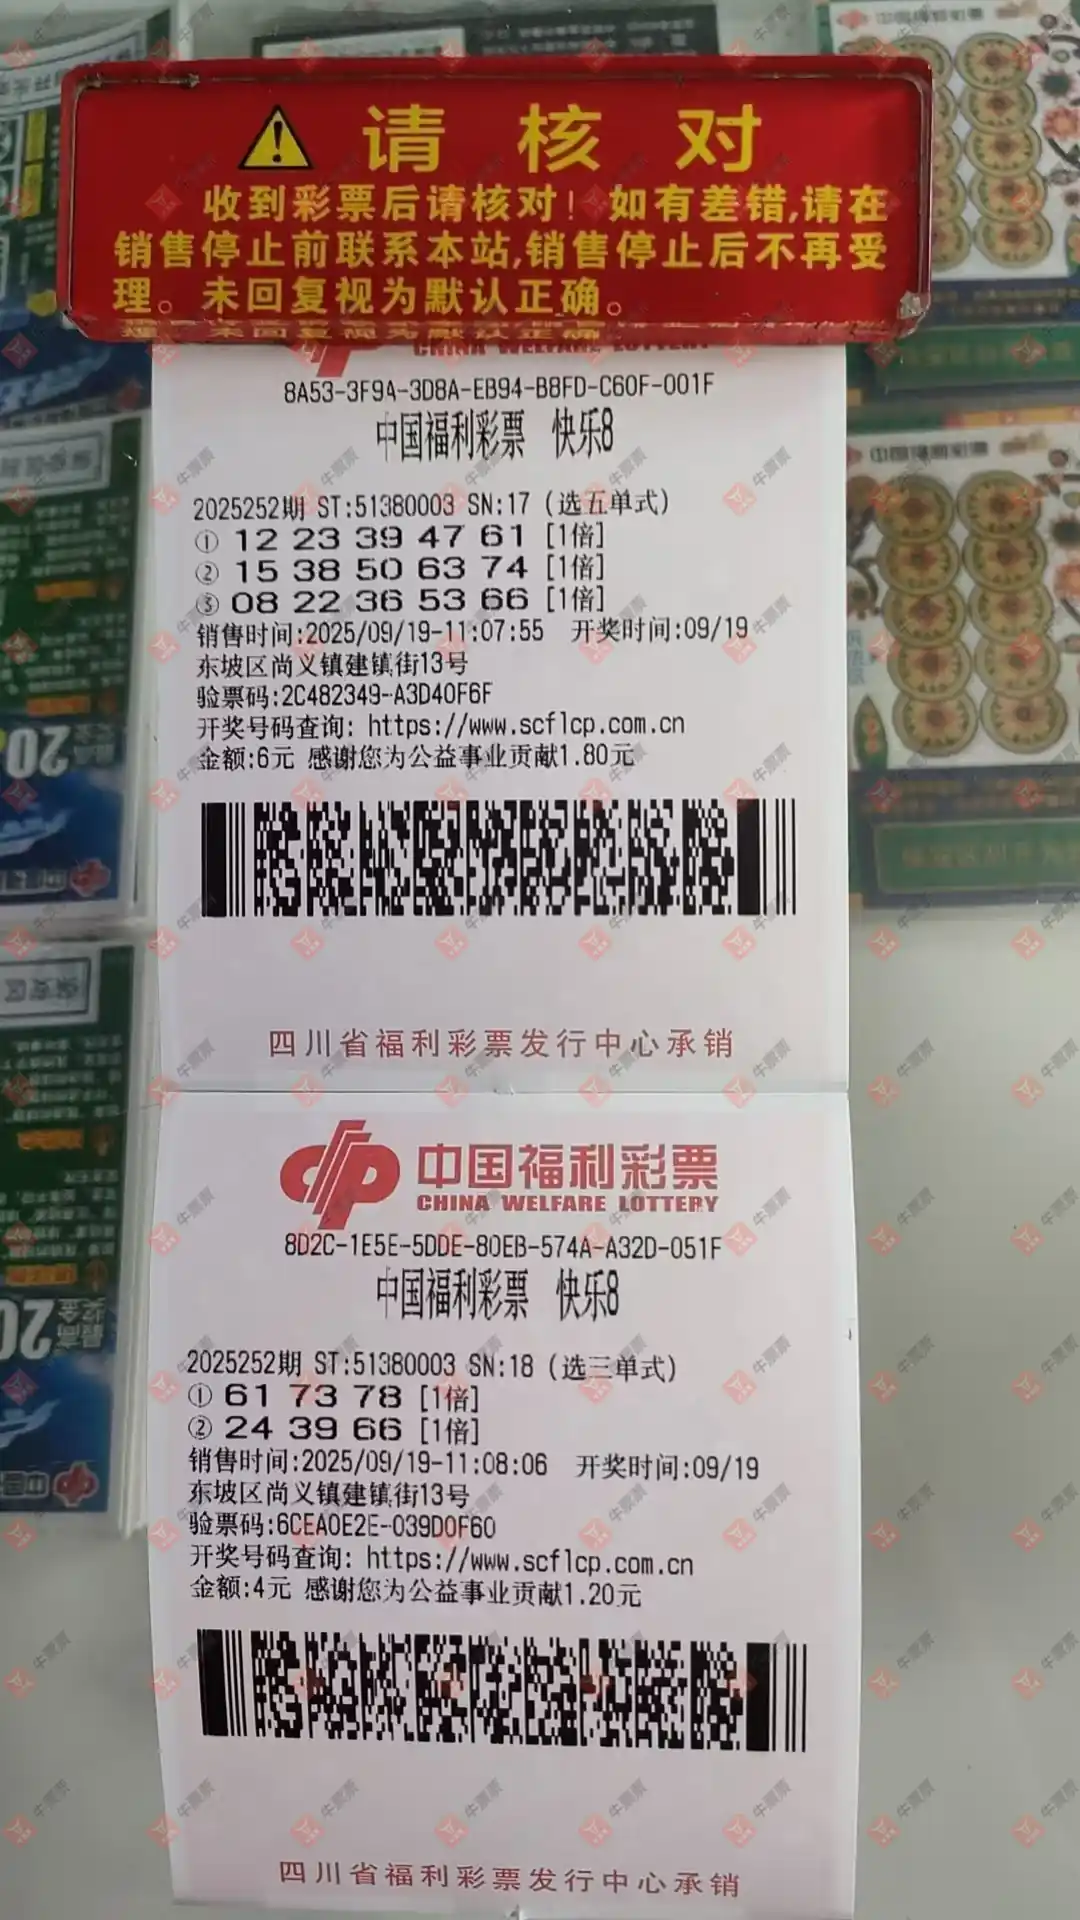 请核对
收到彩票后请核对！如有差错,请在
销售停止前联系本站,销售停止后不再受
理。未回复视为默认正确。
CHINA WELFARE LOTTERY
8A53-3F9A-3D8A-EB94-B8FD-C60F-001F
中国福利彩票 快乐8
2025252期 ST:51380003 SN:17 (选五单式)
① 12 23 39 47 61 [1倍]
② 15 38 50 63 74 [1倍]
③ 08 22 36 53 66 [1倍]
销售时间:2025/09/19-11:07:55 开奖时间:09/19
东坡区尚义镇建镇街13号
验票码:2C482349-A3D40F6F
开奖号码查询: https://www.scflcp.com.cn
金额:6元 感谢您为公益事业贡献1.80元
四川省福利彩票发行中心承销
中国福利彩票
CHINA WELFARE LOTTERY
8D2C-1E5E-5DDE-80EB-574A-A32D-051F
中国福利彩票 快乐8
2025252期 ST:51380003 SN:18 (选三单式)
① 61 73 78 [1倍]
② 24 39 66 [1倍]
销售时间:2025/09/19-11:08:06 开奖时间:09/19
东坡区尚义镇建镇街13号
验票码:6CEA0E2E-039D0F60
开奖号码查询: https://www.scflcp.com.cn
金额:4元 感谢您为公益事业贡献1.20元
四川省福利彩票发行中心承销